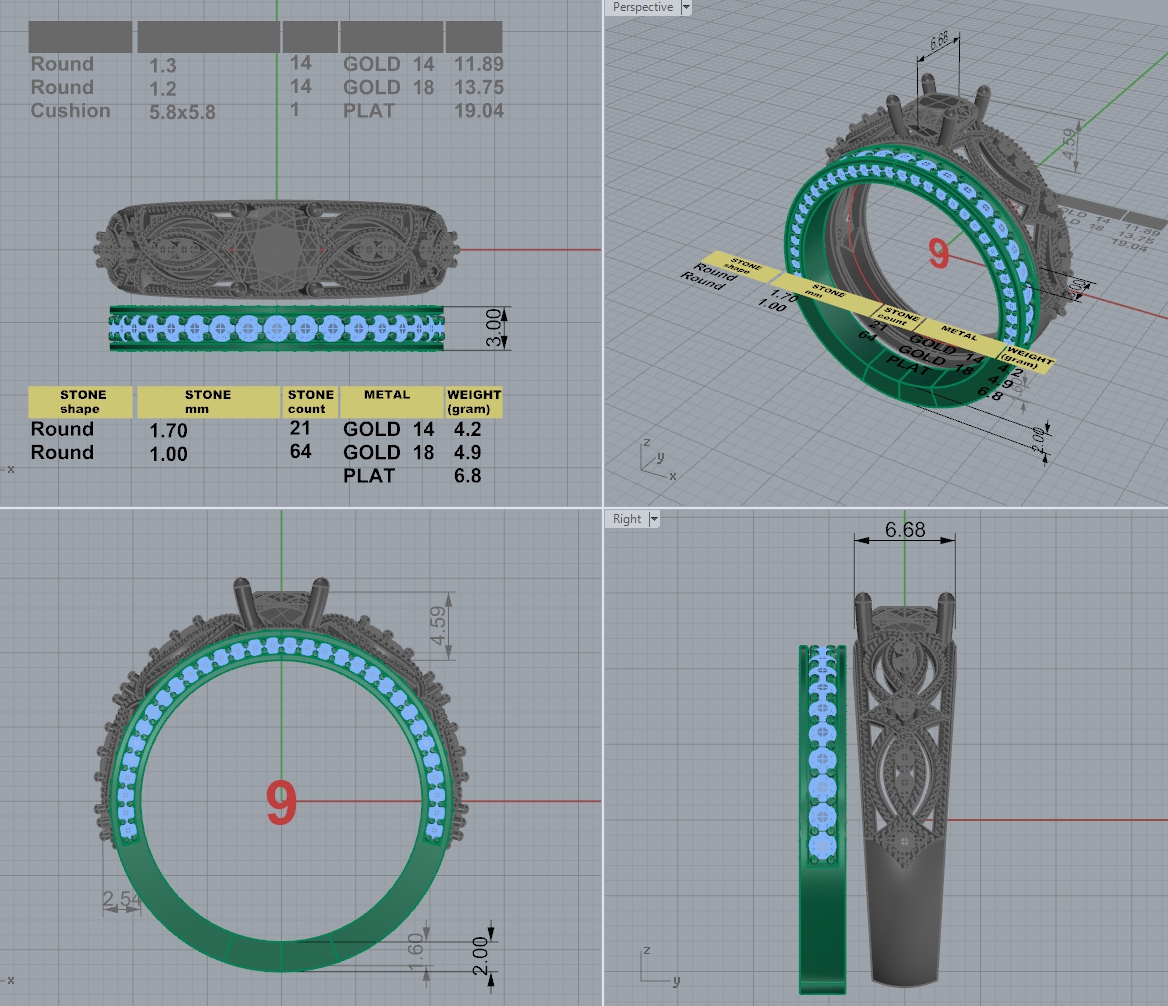 Round 1.3 14 GOLD 14 11.89
Round 1.2 14 GOLD 18 13.75
Cushion 5.8x5.8 1 PLAT 19.04
3.00
STONE shape STONE mm STONE count METAL WEIGHT (gram)
Round 1.70 21 GOLD 14 4.2
Round 1.00 64 GOLD 18 4.9
PLAT 6.8
x
Perspective
6.68
4.59
OLD 14 11.89
LD 18 13.75
19.04
9
STONE shape STONE mm STONE count METAL WEIGHT (gram)
Round 1.70 21 GOLD 14 4.2
Round 1.00 64 GOLD 18 4.9
PLAT 6.8
2.00
z
y
x
4.59
9
2.54
1.60
2.00
x
Right
6.68
z
y